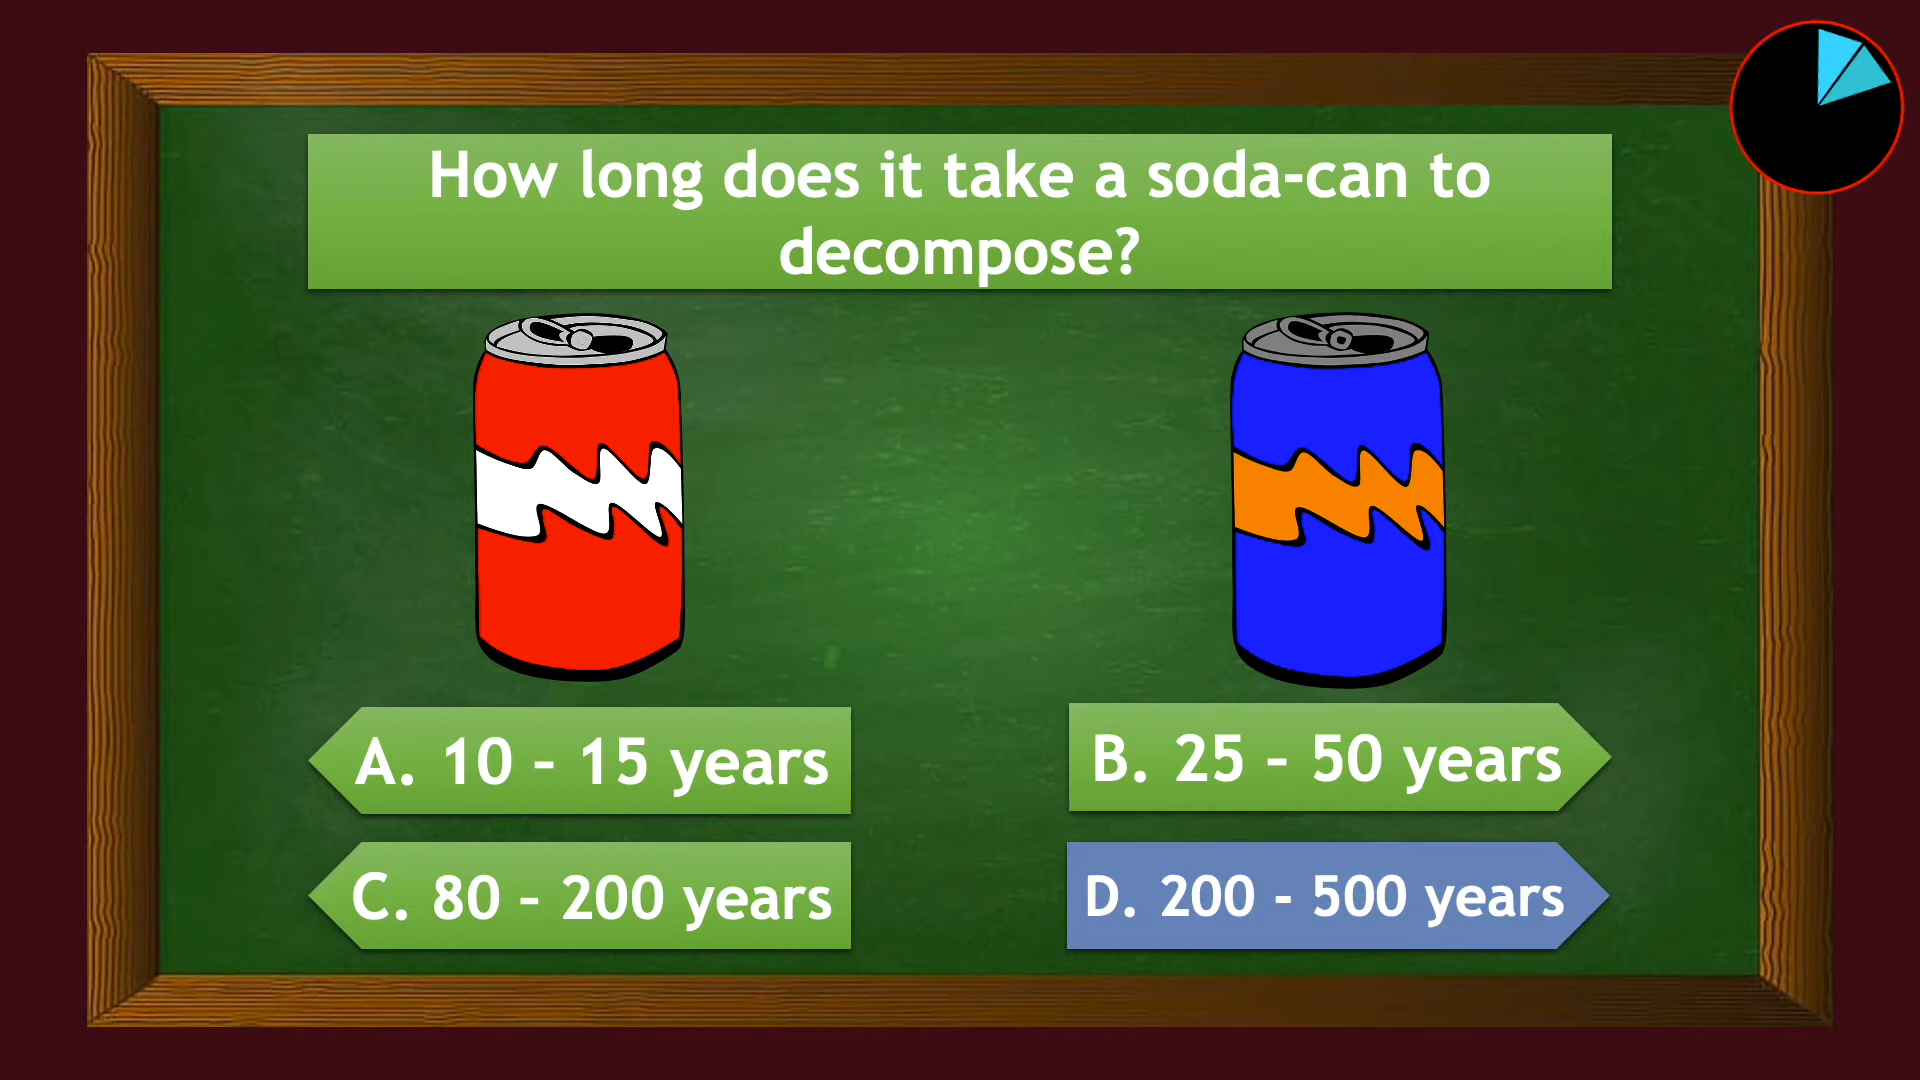 How long does it take a soda-can to
decompose?
A. 10 – 15 years
B. 25 – 50 years
C. 80 – 200 years
D. 200 - 500 years